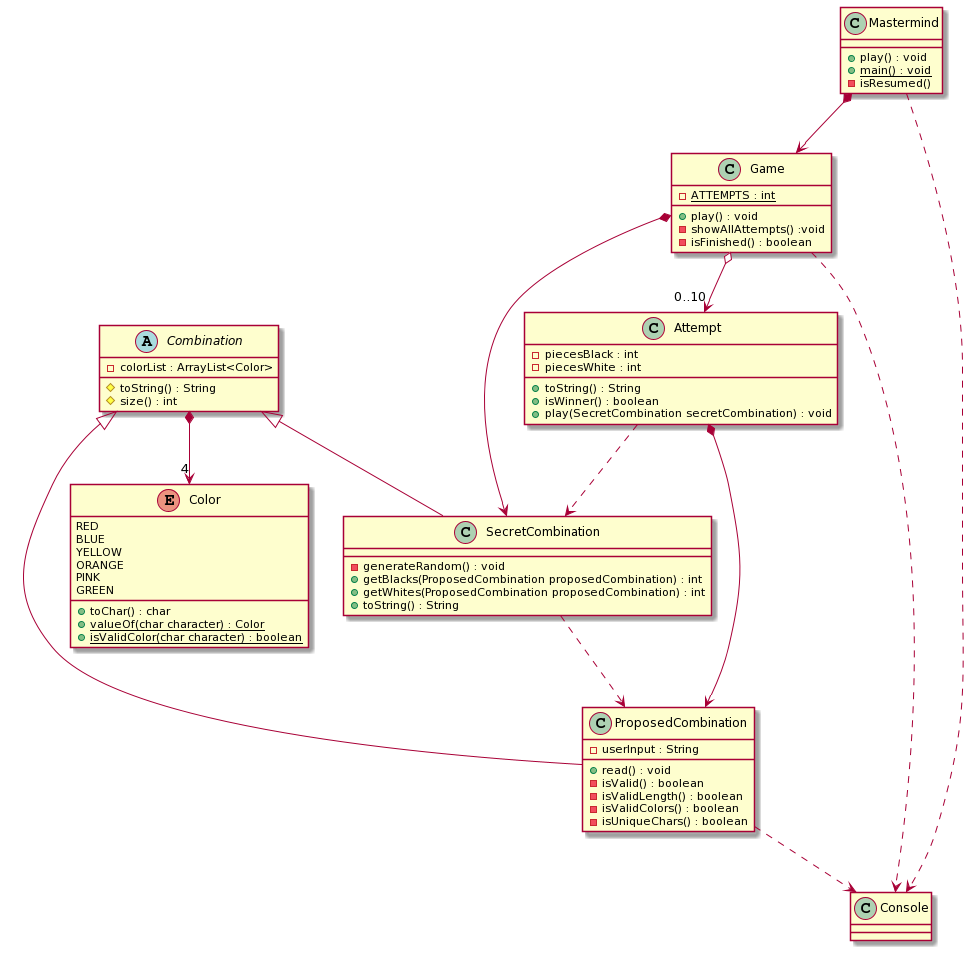 C Mastermind
play() : void
main() : void
isResumed()
C Game
ATTEMPTS : int
play() : void
showAllAttempts() :void
isFinished() : boolean
0..10
C Attempt
piecesBlack : int
piecesWhite : int
toString() : String
isWinner() : boolean
play(SecretCombination secretCombination) : void
A Combination
colorList : ArrayList<Color>
toString() : String
size() : int
4
E Color
RED
BLUE
YELLOW
ORANGE
PINK
GREEN
toChar() : char
valueOf(char character) : Color
isValidColor(char character) : boolean
C SecretCombination
generateRandom() : void
getBlacks(ProposedCombination proposedCombination) : int
getWhites(ProposedCombination proposedCombination) : int
toString() : String
C ProposedCombination
userInput : String
read() : void
isValid() : boolean
isValidLength() : boolean
isValidColors() : boolean
isUniqueChars() : boolean
C Console